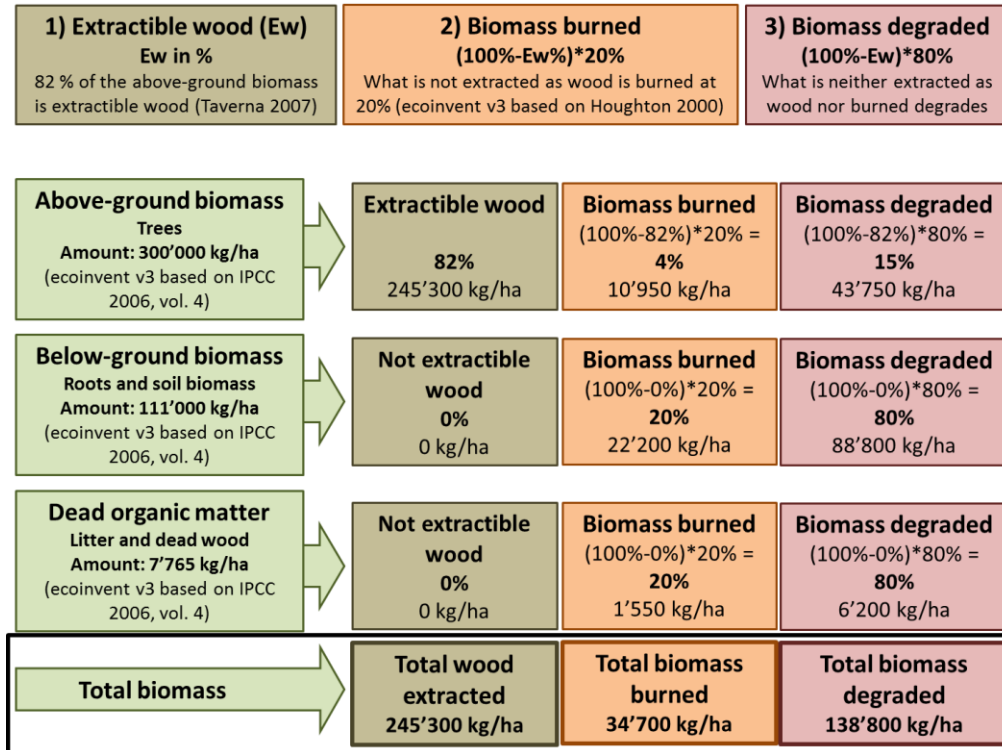 1) Extractible wood (Ew)
Ew in %
82 % of the above-ground biomass
is extractible wood (Taverna 2007)
2) Biomass burned
(100%-Ew%)*20%
What is not extracted as wood is burned at
20% (ecoinvent v3 based on Houghton 2000)
3) Biomass degraded
(100%-Ew)*80%
What is neither extracted as
wood nor burned degrades
Above-ground biomass
Trees
Amount: 300’000 kg/ha
(ecoinvent v3 based on IPCC
2006, vol. 4)
Extractible wood
82%
245’300 kg/ha
Biomass burned
(100%-82%)*20% =
4%
10’950 kg/ha
Biomass degraded
(100%-82%)*80% =
15%
43’750 kg/ha
Below-ground biomass
Roots and soil biomass
Amount: 111’000 kg/ha
(ecoinvent v3 based on IPCC
2006, vol. 4)
Not extractible
wood
0%
0 kg/ha
Biomass burned
(100%-0%)*20% =
20%
22’200 kg/ha
Biomass degraded
(100%-0%)*80% =
80%
88’800 kg/ha
Dead organic matter
Litter and dead wood
Amount: 7’765 kg/ha
(ecoinvent v3 based on IPCC
2006, vol. 4)
Not extractible
wood
0%
0 kg/ha
Biomass burned
(100%-0%)*20% =
20%
1’550 kg/ha
Biomass degraded
(100%-0%)*80% =
80%
6’200 kg/ha
Total biomass
Total wood
extracted
245’300 kg/ha
Total biomass
burned
34’700 kg/ha
Total biomass
degraded
138’800 kg/ha